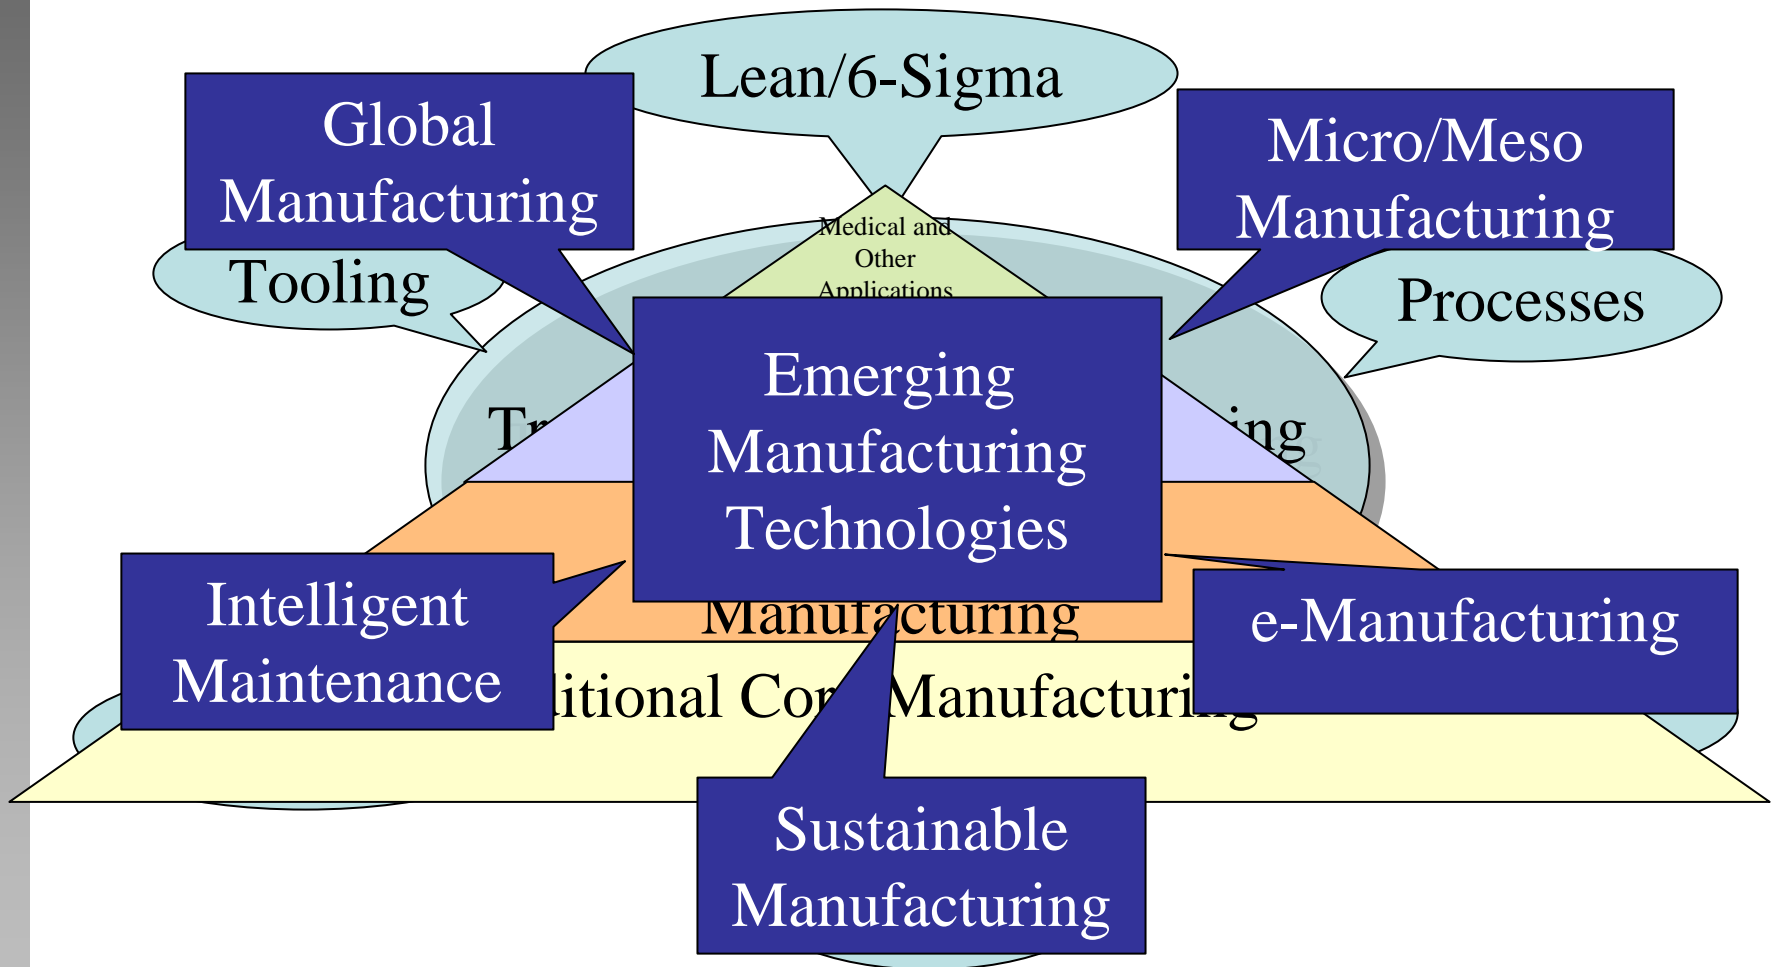 Lean/6-Sigma
Global
Manufacturing
Micro/Meso
Manufacturing
Medical and
Other
Applications
Tooling
Processes
Emerging
Manufacturing
Technologies
Manufacturing
Intelligent
Maintenance
e-Manufacturing
Manufacturing
Sustainable
Manufacturing